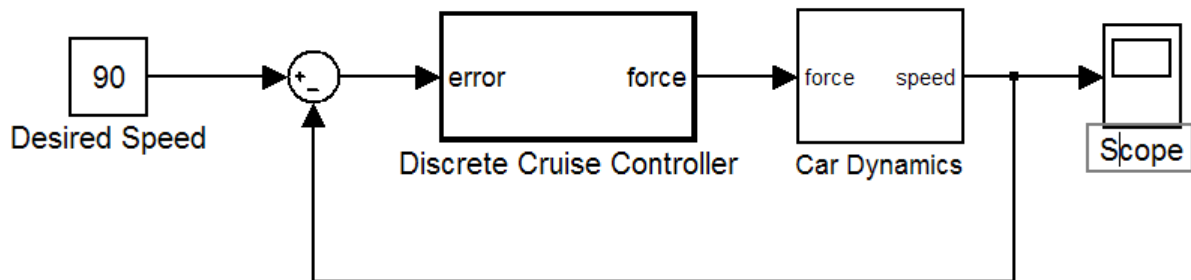 90
Desired Speed
+
-
error force
Discrete Cruise Controller
force speed
Car Dynamics
Scope